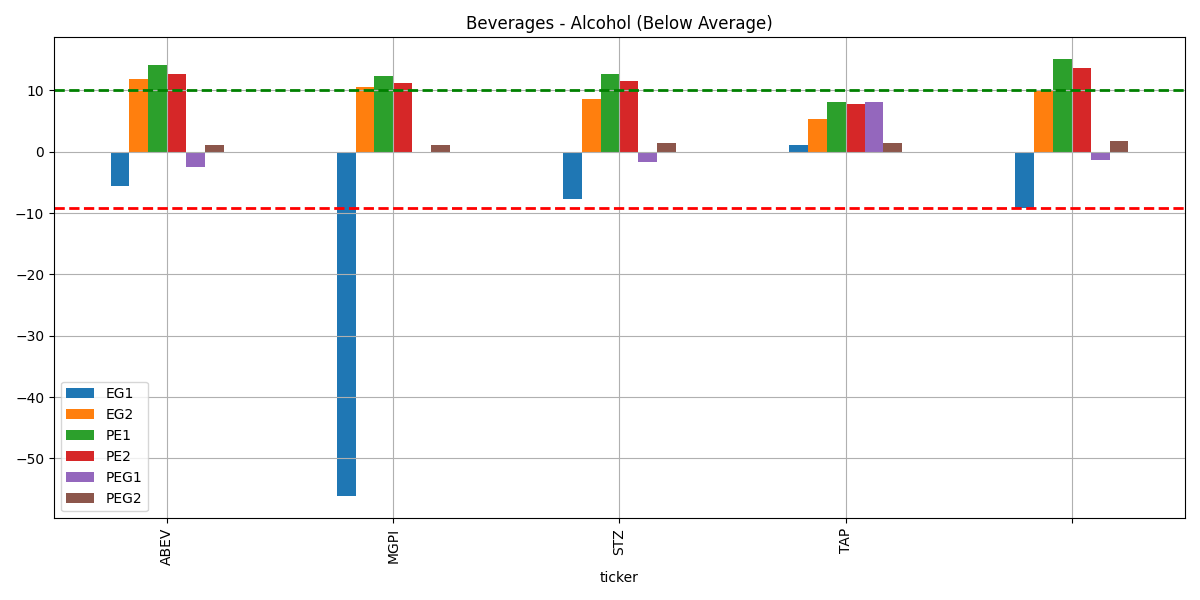 Beverages - Alcohol (Below Average)
10
0
−10
−20
−30
−40
−50
EG1
EG2
PE1
PE2
PEG1
PEG2
ABEV
MGPI
STZ
TAP
ticker